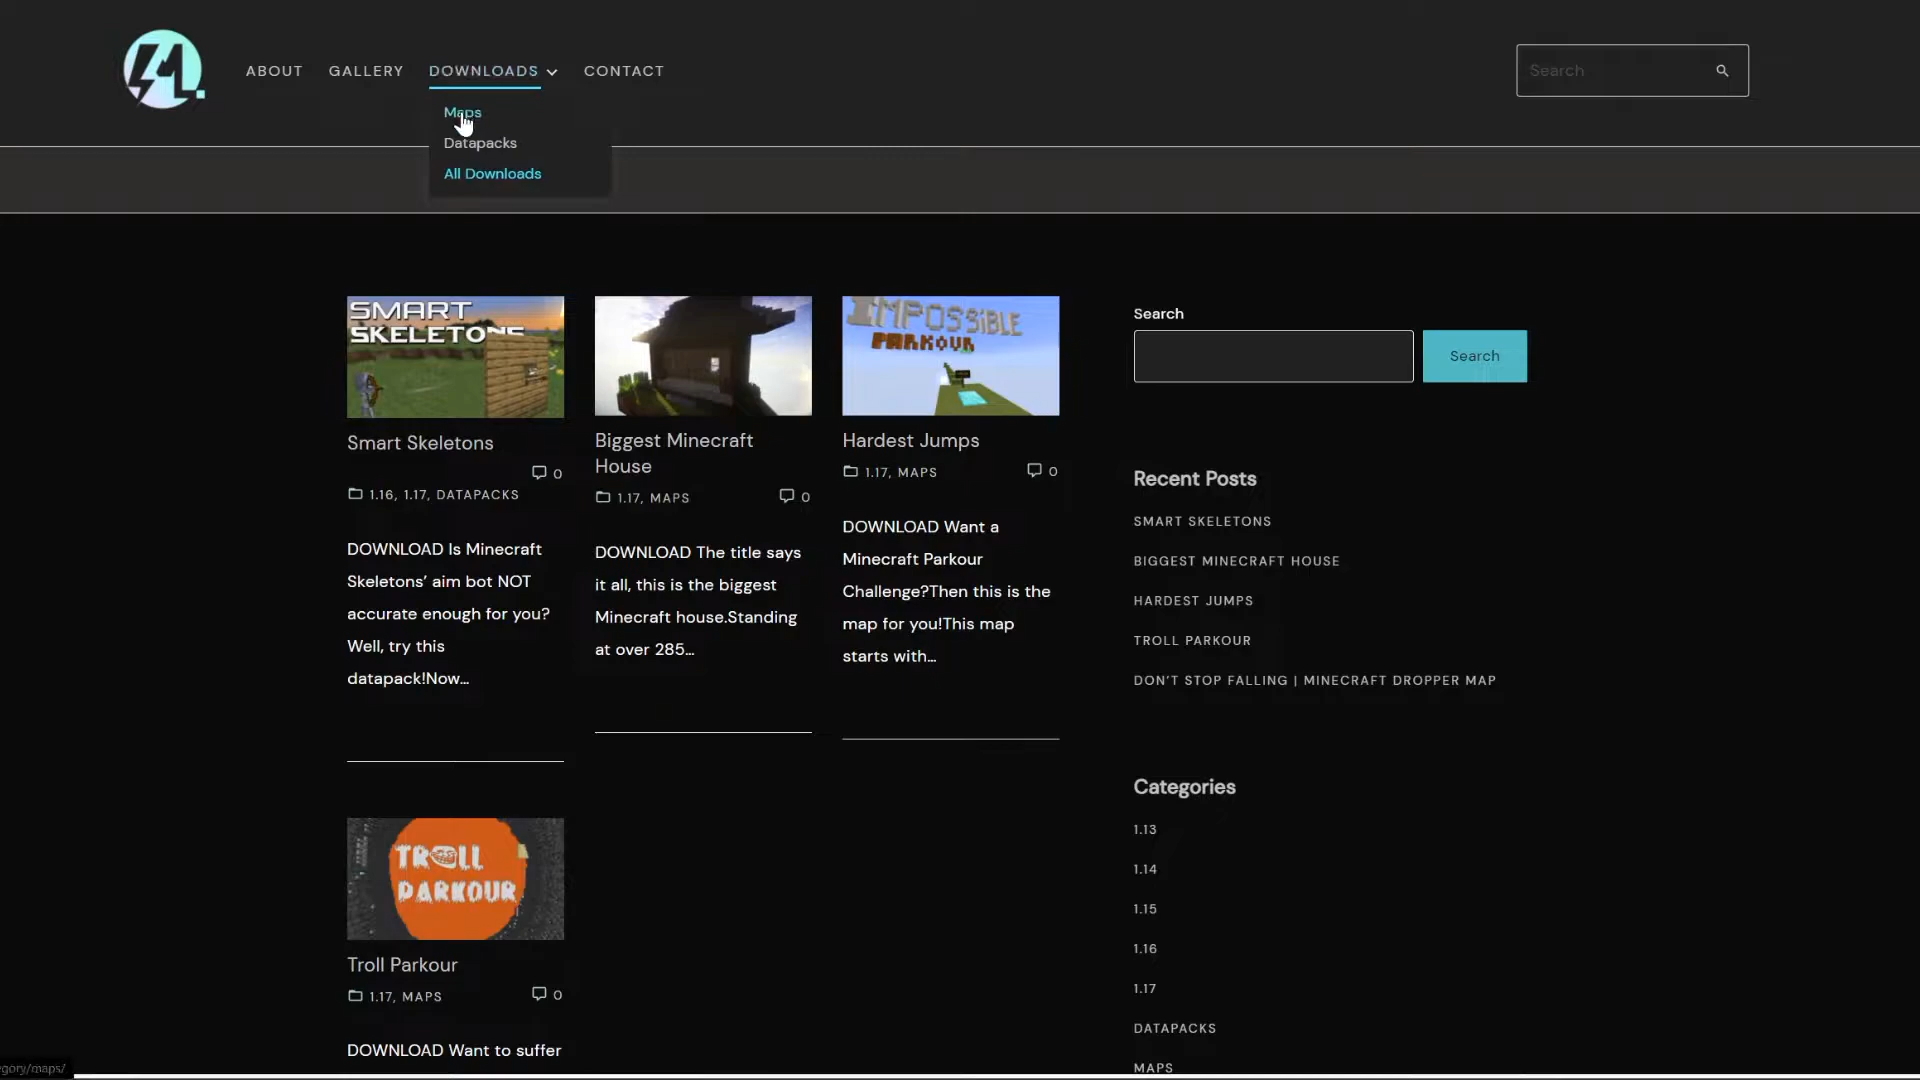 ABOUT
GALLERY
DOWNLOADS
CONTACT
Search
Maps
Datapacks
All Downloads
SMART
SKELETONS
Smart Skeletons
0
1.16, 1.17, DATAPACKS
DOWNLOAD Is Minecraft
Skeletons’ aim bot NOT
accurate enough for you?
Well, try this
datapack!Now...
Biggest Minecraft
House
1.17, MAPS
0
DOWNLOAD The title says
it all, this is the biggest
Minecraft house.Standing
at over 285...
IMPOSSIBLE
PARKOUR
Hardest Jumps
1.17, MAPS
0
DOWNLOAD Want a
Minecraft Parkour
Challenge?Then this is the
map for you!This map
starts with...
TROLL
PARKOUR
Troll Parkour
1.17, MAPS
0
DOWNLOAD Want to suffer
Search
Search
Recent Posts
SMART SKELETONS
BIGGEST MINECRAFT HOUSE
HARDEST JUMPS
TROLL PARKOUR
DON’T STOP FALLING | MINECRAFT DROPPER MAP
Categories
1.13
1.14
1.15
1.16
1.17
DATAPACKS
MAPS
gory/maps/